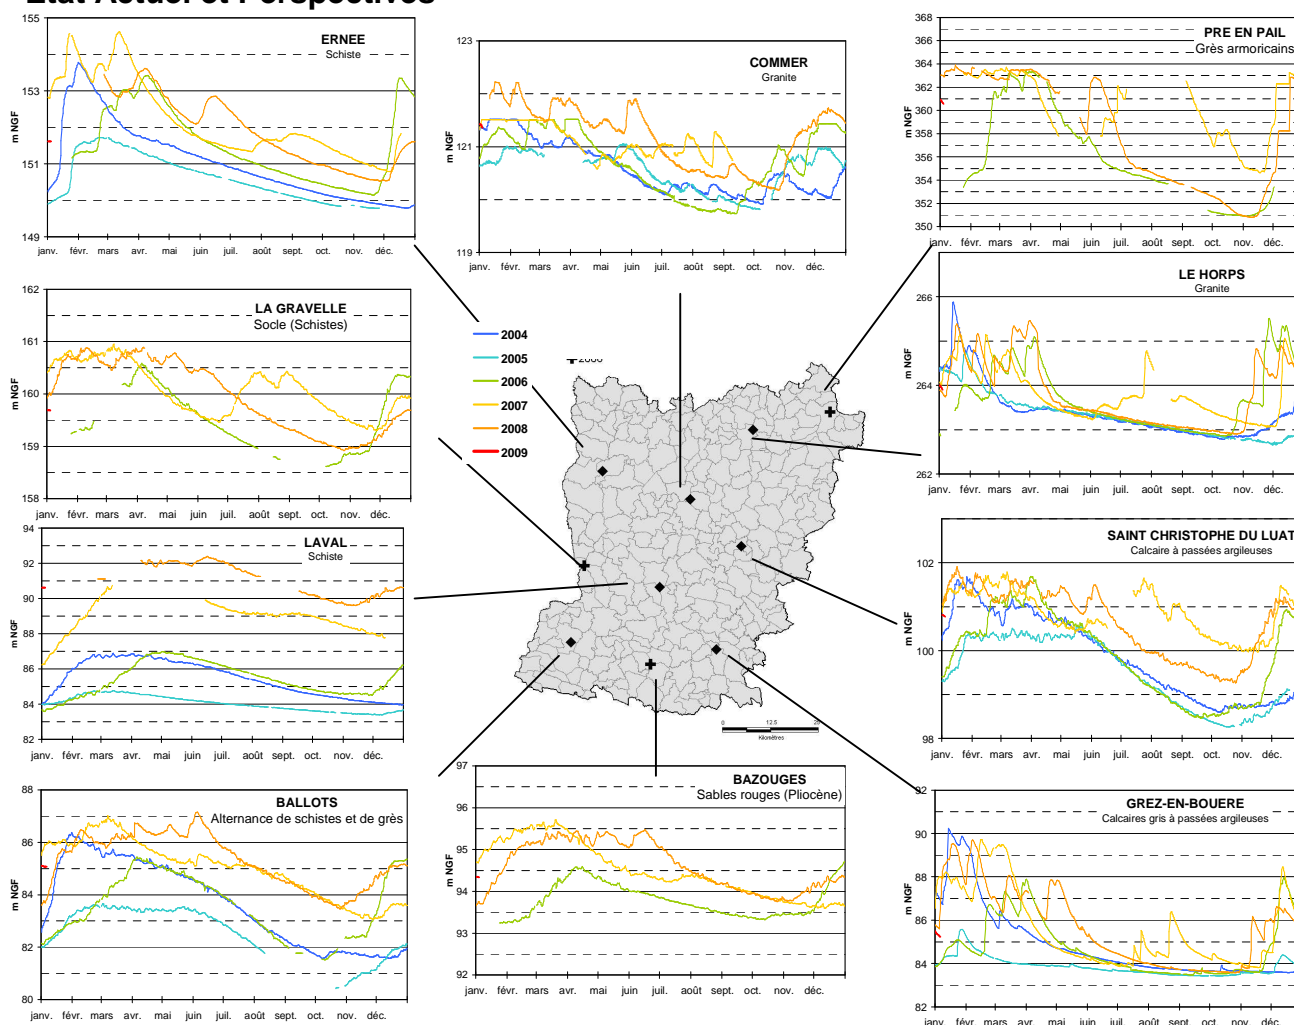 Etat Actuel et Perspectives
ERNEE
Schiste
155
153
151
149
m NGF
janv. févr. mars avr. mai juin juil. août sept. oct. nov. déc.
COMMER
Granite
123
121
119
m NGF
janv. févr. mars avr. mai juin juil. août sept. oct. nov. déc.
PRE EN PAIL
Grès armoricains
368
366
364
362
360
358
356
354
352
350
m NGF
janv. févr. mars avr. mai juin juil. août sept. oct. nov. déc.
LA GRAVELLE
Socle (Schistes)
162
161
160
159
158
m NGF
janv. févr. mars avr. mai juin juil. août sept. oct. nov. déc.
2004
2005
2006
2007
2008
2009
LE HORPS
Granite
266
264
262
m NGF
janv. févr. mars avr. mai juin juil. août sept. oct. nov. déc.
LAVAL
Schiste
94
92
90
88
86
84
82
m NGF
janv. févr. mars avr. mai juin juil. août sept. oct. nov. déc.
SAINT CHRISTOPHE DU LUAT
Calcaire à passées argileuses
102
100
98
m NGF
janv. févr. mars avr. mai juin juil. août sept. oct. nov. déc.
0 12.5 25
Kilomètres
BALLOTS
Alternance de schistes et de grès
88
86
84
82
80
m NGF
janv. févr. mars avr. mai juin juil. août sept. oct. nov. déc.
BAZOUGES
Sables rouges (Pliocène)
97
96
95
94
93
92
m NGF
janv. févr. mars avr. mai juin juil. août sept. oct. nov. déc.
GREZ-EN-BOUERE
Calcaires gris à passées argileuses
92
90
88
86
84
82
m NGF
janv. févr. mars avr. mai juin juil. août sept. oct. nov. déc.